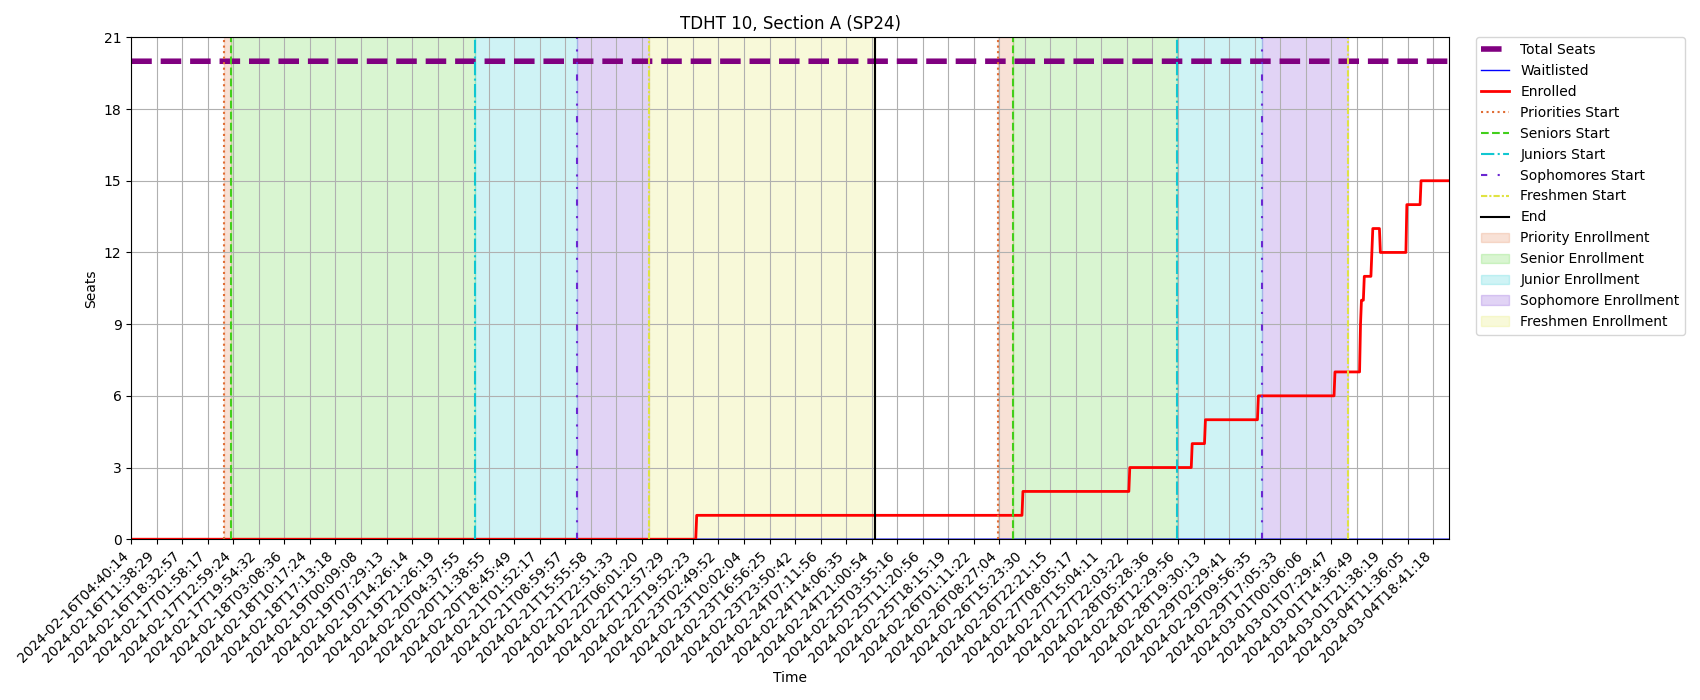 TDHT 10, Section A (SP24)
21
18
15
12
9
6
3
0
Seats
2024-02-16T04:40:14
2024-02-16T11:38:29
2024-02-16T18:32:57
2024-02-17T01:58:17
2024-02-17T12:59:24
2024-02-17T19:54:32
2024-02-18T03:08:36
2024-02-18T10:17:24
2024-02-18T17:13:18
2024-02-19T00:09:08
2024-02-19T07:29:13
2024-02-19T14:26:14
2024-02-19T21:26:19
2024-02-20T04:37:55
2024-02-20T11:38:55
2024-02-20T18:45:49
2024-02-21T01:52:17
2024-02-21T08:59:57
2024-02-21T15:55:58
2024-02-21T22:51:33
2024-02-22T06:01:20
2024-02-22T12:57:29
2024-02-22T19:52:23
2024-02-23T02:49:52
2024-02-23T10:02:04
2024-02-23T16:56:25
2024-02-23T23:50:42
2024-02-24T07:11:56
2024-02-24T14:06:35
2024-02-24T21:00:54
2024-02-25T03:55:16
2024-02-25T11:20:56
2024-02-25T18:15:19
2024-02-26T01:11:22
2024-02-26T08:27:04
2024-02-26T15:23:30
2024-02-26T22:21:15
2024-02-27T08:05:17
2024-02-27T15:04:11
2024-02-27T22:03:22
2024-02-28T05:28:36
2024-02-28T12:29:56
2024-02-28T19:30:13
2024-02-29T02:29:41
2024-02-29T09:56:35
2024-02-29T17:05:33
2024-03-01T00:06:06
2024-03-01T07:29:47
2024-03-01T14:36:49
2024-03-01T21:38:19
2024-03-04T11:36:05
2024-03-04T18:41:18
Time
Total Seats
Waitlisted
Enrolled
Priorities Start
Seniors Start
Juniors Start
Sophomores Start
Freshmen Start
End
Priority Enrollment
Senior Enrollment
Junior Enrollment
Sophomore Enrollment
Freshmen Enrollment